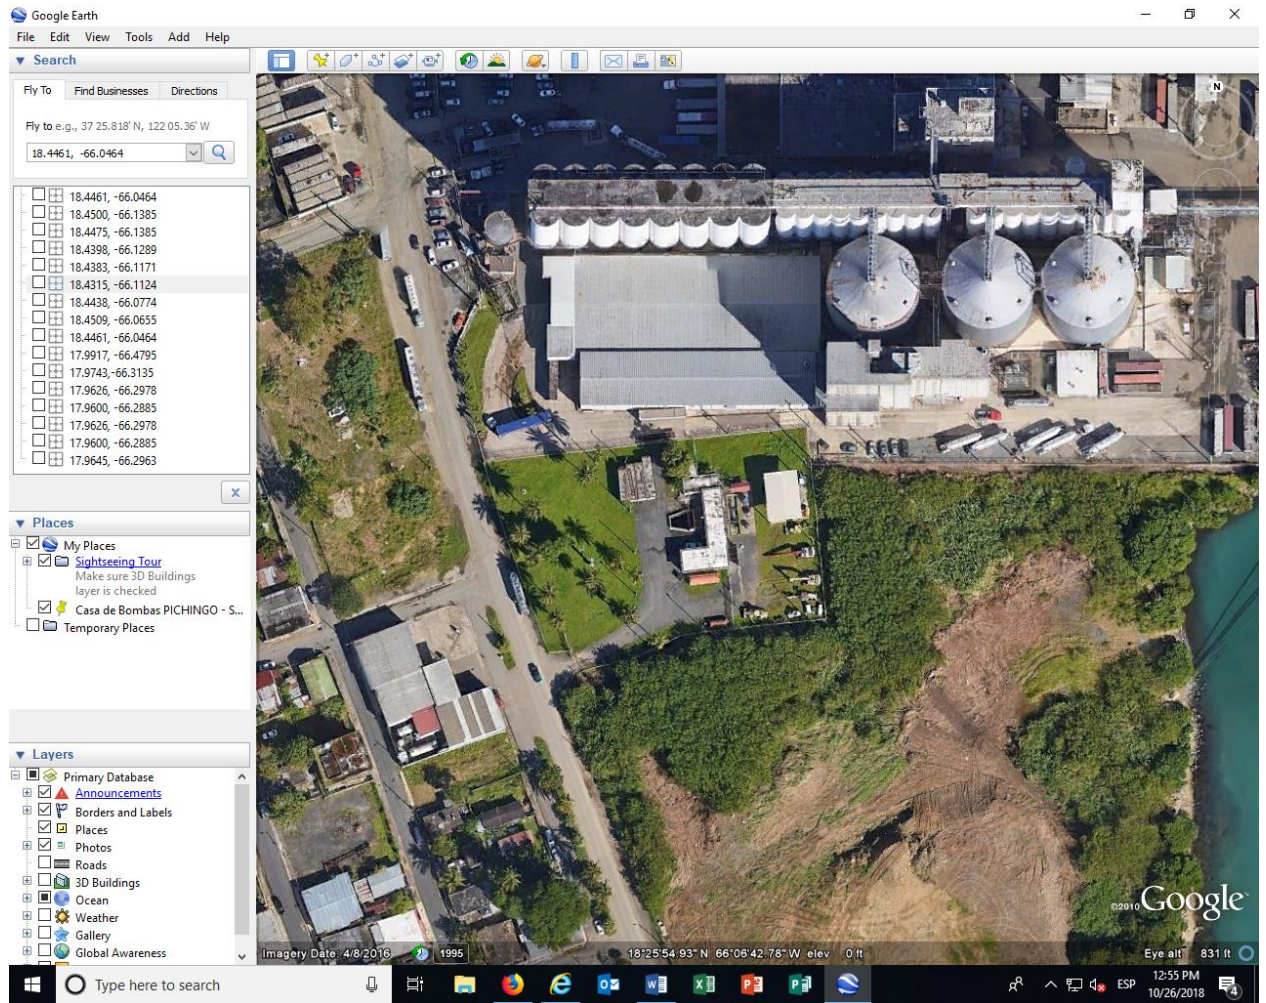 Google Earth
File Edit View Tools Add Help
Search
Fly To Find Businesses Directions
Fly to e.g., 37 25.818' N, 122 05.36' W
18.4461, -66.0464
18.4461, -66.0464
18.4500, -66.1385
18.4475, -66.1385
18.4398, -66.1289
18.4383, -66.1171
18.4315, -66.1124
18.4438, -66.0774
18.4509, -66.0655
18.4461, -66.0464
17.9917, -66.4795
17.9743,-66.3135
17.9626, -66.2978
17.9600, -66.2885
17.9626, -66.2978
17.9600, -66.2885
17.9645, -66.2963
Places
My Places
Sightseeing Tour
Make sure 3D Buildings
layer is checked
Casa de Bombas PICHINGO - S...
Temporary Places
Layers
Primary Database
Announcements
Borders and Labels
Places
Photos
Roads
3D Buildings
Ocean
Weather
Gallery
Global Awareness
N
©2010 Google
Imagery Date: 4/8/2016 1995 18°25'54.93" N 66°06'42.78" W elev 0 ft Eye alt 831 ft
Type here to search
ESP
12:55 PM
10/26/2018
4